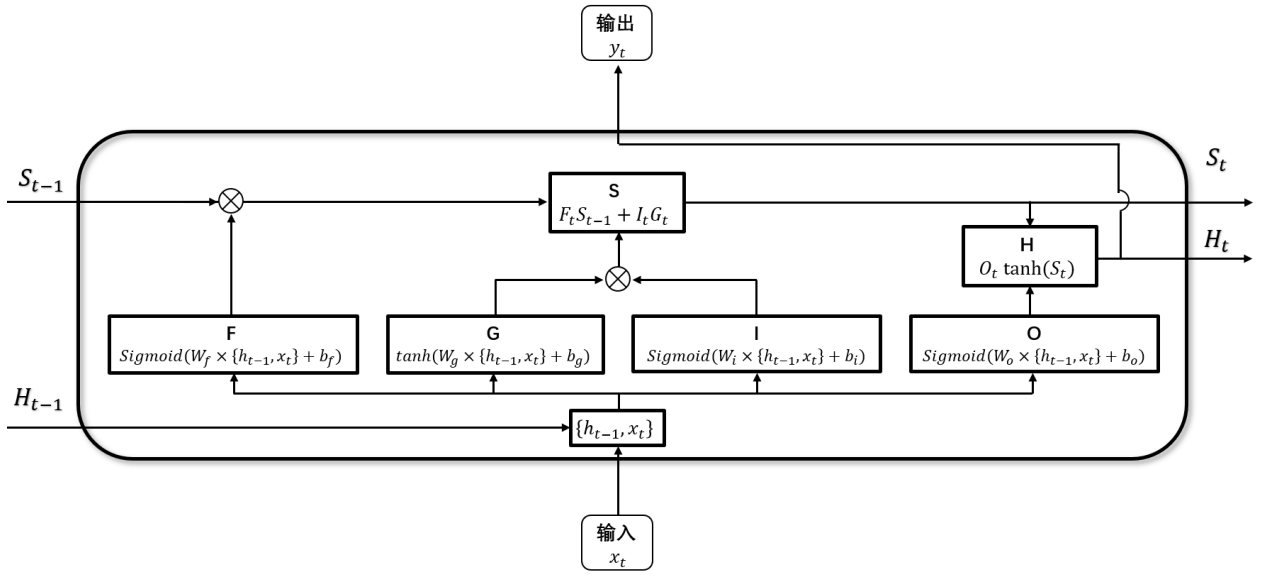 输出
y_t
S_{t-1}
S_t
S
F_t S_{t-1} + I_t G_t
H
O_t tanh(S_t)
H_t
F
Sigmoid(W_f × {h_{t-1}, x_t} + b_f)
G
tanh(W_g × {h_{t-1}, x_t} + b_g)
I
Sigmoid(W_i × {h_{t-1}, x_t} + b_i)
O
Sigmoid(W_o × {h_{t-1}, x_t} + b_o)
H_{t-1}
{h_{t-1}, x_t}
输入
x_t